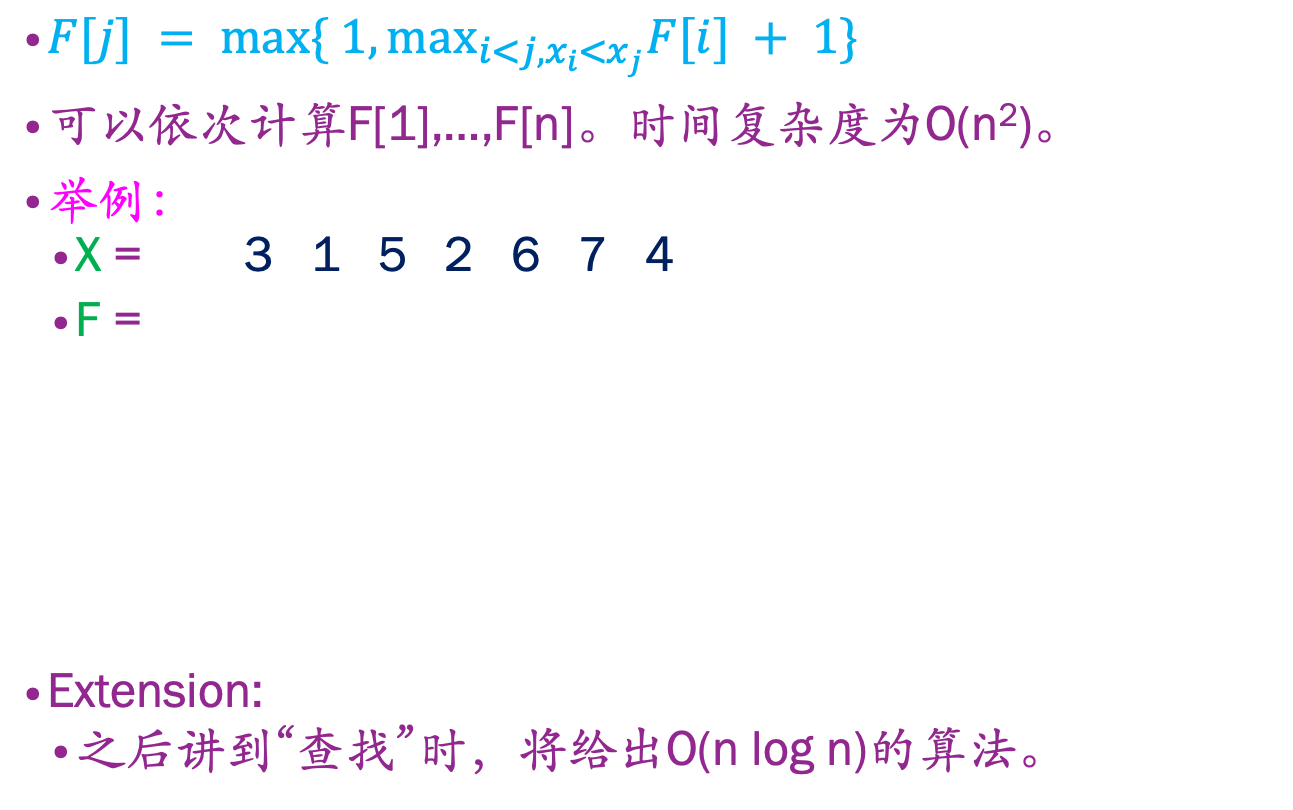 •F[j] = max{ 1, max_{i<j,x_i<x_j} F[i] + 1}
•可以依次计算F[1],...,F[n]。时间复杂度为O(n²)。
•举例：
•X = 3 1 5 2 6 7 4
•F =
•Extension:
•之后讲到“查找”时，将给出O(n log n)的算法。